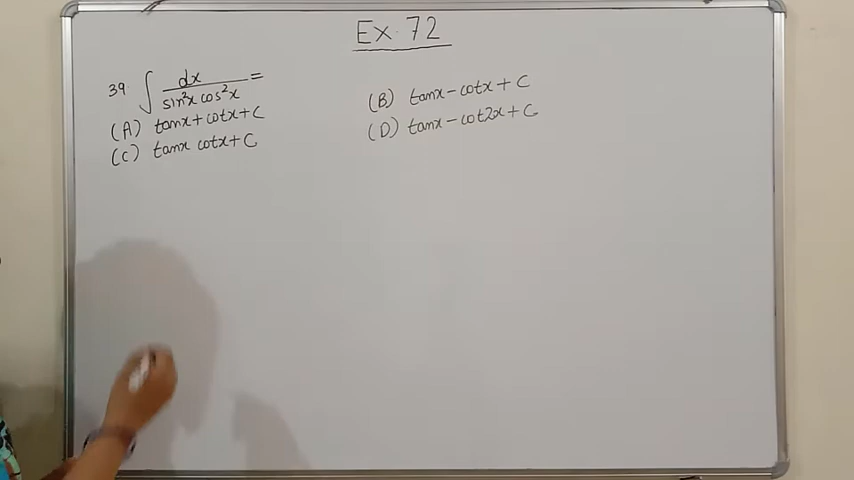 Ex 72
39. ∫ dx / sin²x cos²x =
(A) tanx + cotx + C
(B) tanx - cotx + C
(C) tanx cotx + C
(D) tanx - cot2x + C